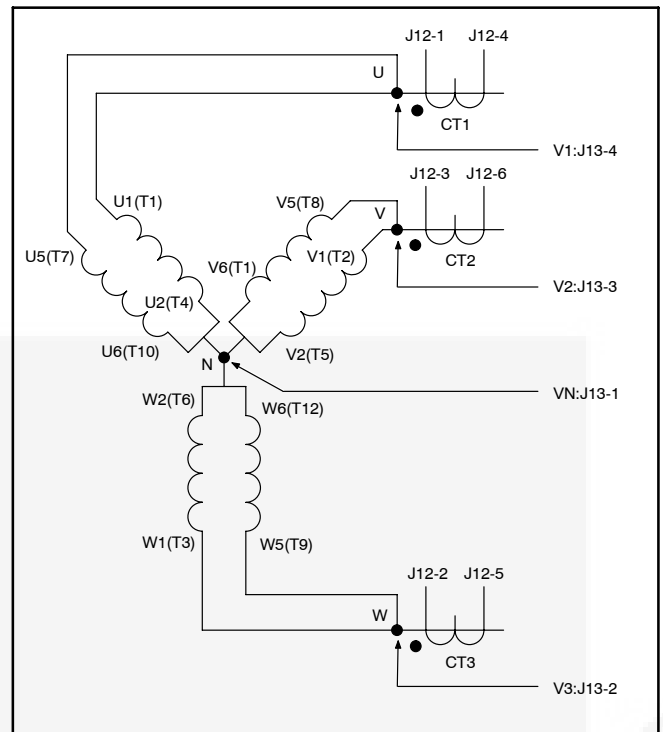 J12-1 J12-4
U
CT1
V1:J13-4
J12-3 J12-6
U1(T1) V5(T8) V
U5(T7) V6(T1) V1(T2) CT2
V2:J13-3
U2(T4)
U6(T10) V2(T5)
N
VN:J13-1
W2(T6) W6(T12)
W1(T3) W5(T9)
J12-2 J12-5
W
CT3
V3:J13-2